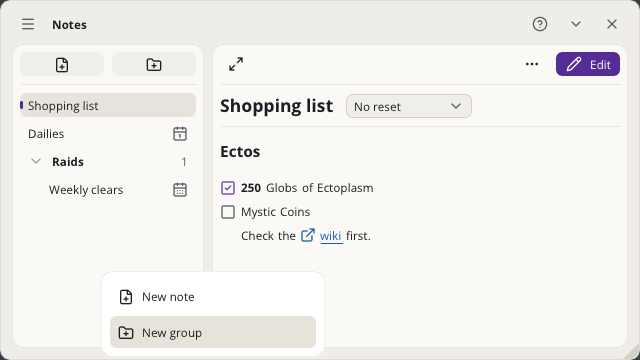 Notes
Edit
Shopping list
Dailies
Raids 1
Weekly clears
Shopping list No reset
Ectos
250 Globs of Ectoplasm
Mystic Coins
Check the wiki first.
New note
New group